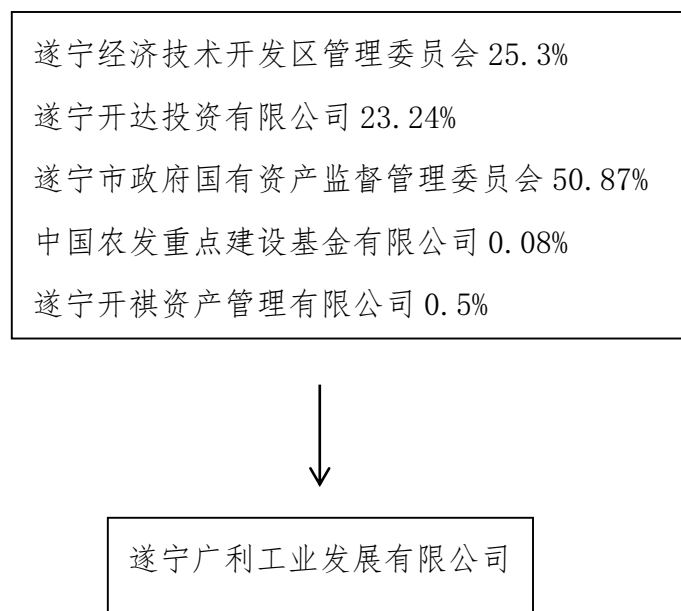 遂宁经济技术开发区管理委员会 25.3%
遂宁开达投资有限公司 23.24%
遂宁市政府国有资产监督管理委员会 50.87%
中国农发重点建设基金有限公司 0.08%
遂宁开祺资产管理有限公司 0.5%
遂宁广利工业发展有限公司